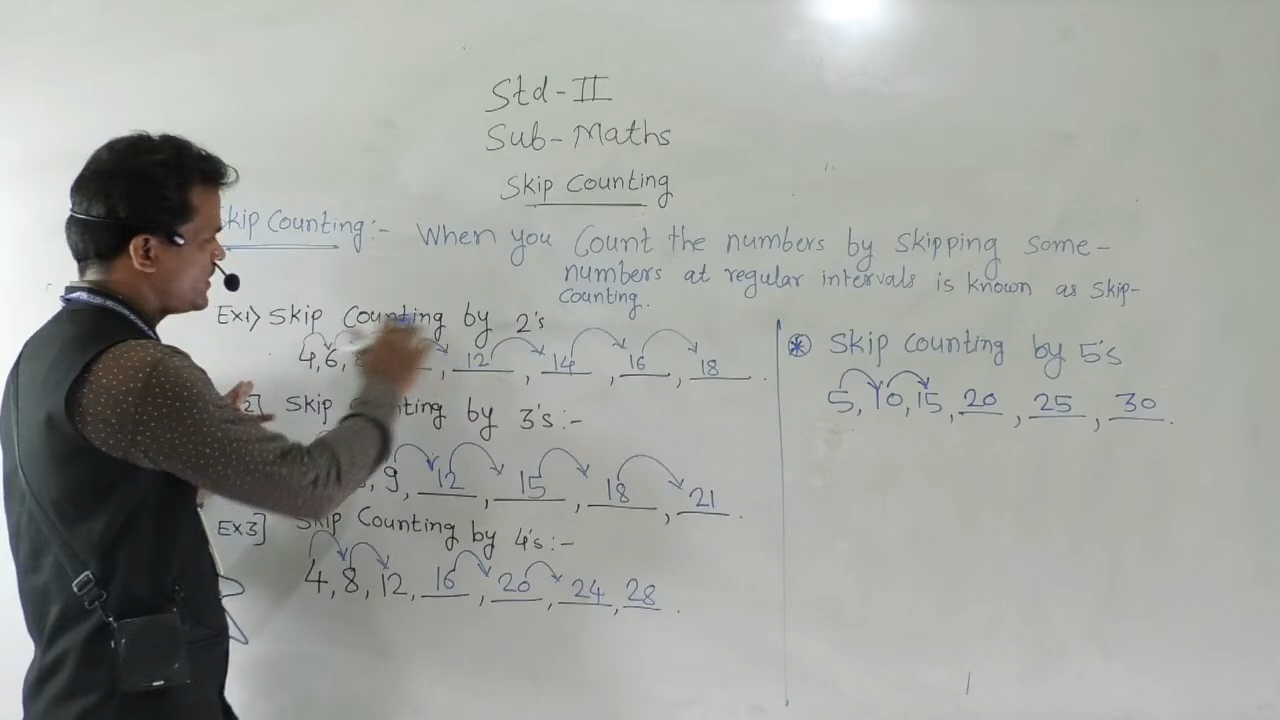 Std-II
Sub-Maths
Skip Counting
Skip Counting:- When you Count the numbers by skipping some-
numbers at regular intervals is known as skip-
counting.
Ex1> Skip Counting by 2's
4, 6, 12, 14, 16, 18.
2] Skip Counting by 3's:-
9, 12, 15, 18, 21.
Ex3] Skip Counting by 4's:-
4, 8, 12, 16, 20, 24, 28.
* Skip counting by 5's
5, 10, 15, 20, 25, 30.